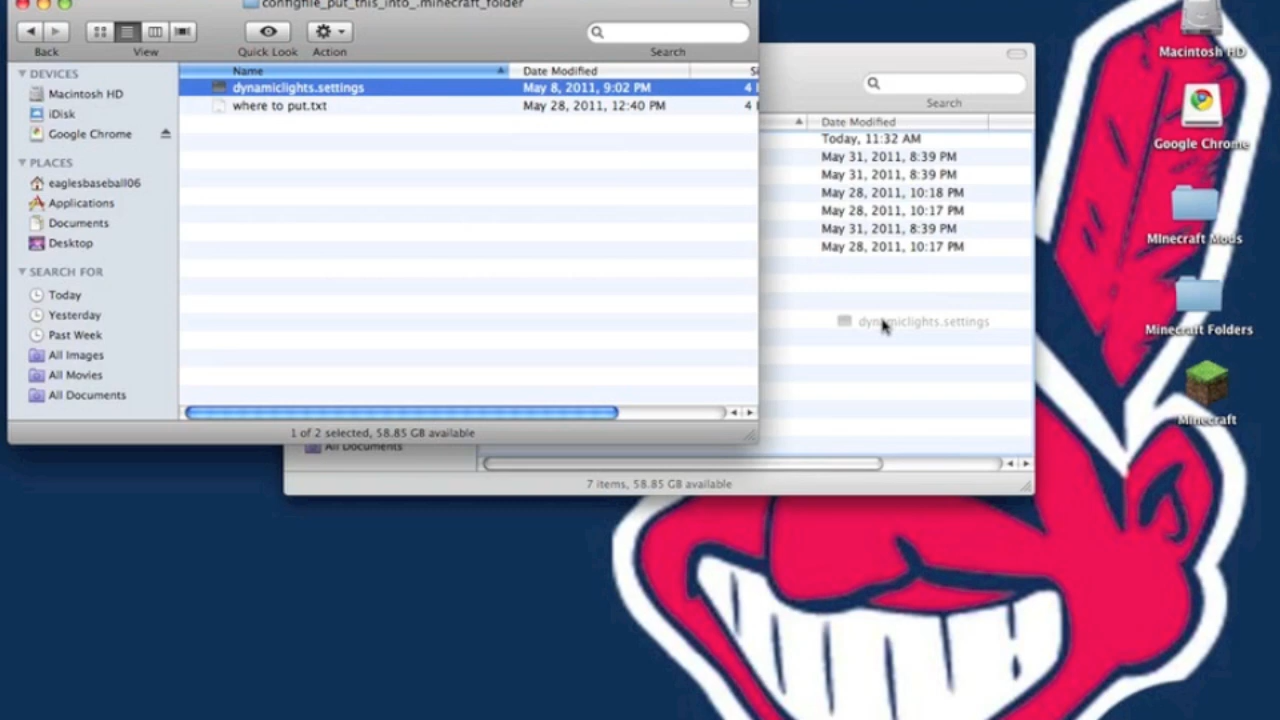 configfile_put_this_into_.minecraft_folder
Back
View
Quick Look
Action
Search
DEVICES
Macintosh HD
iDisk
Google Chrome
PLACES
eaglesbaseball06
Applications
Documents
Desktop
SEARCH FOR
Today
Yesterday
Past Week
All Images
All Movies
All Documents
Name
Date Modified
dynamiclights.settings
May 8, 2011, 9:02 PM
where to put.txt
May 28, 2011, 12:40 PM
1 of 2 selected, 58.85 GB available
Search
Date Modified
Today, 11:32 AM
May 31, 2011, 8:39 PM
May 31, 2011, 8:39 PM
May 28, 2011, 10:18 PM
May 28, 2011, 10:17 PM
May 31, 2011, 8:39 PM
May 28, 2011, 10:17 PM
dynamiclights.settings
All Documents
7 items, 58.85 GB available
Macintosh HD
Google Chrome
MInecraft Mods
Minecraft Folders
Minecraft